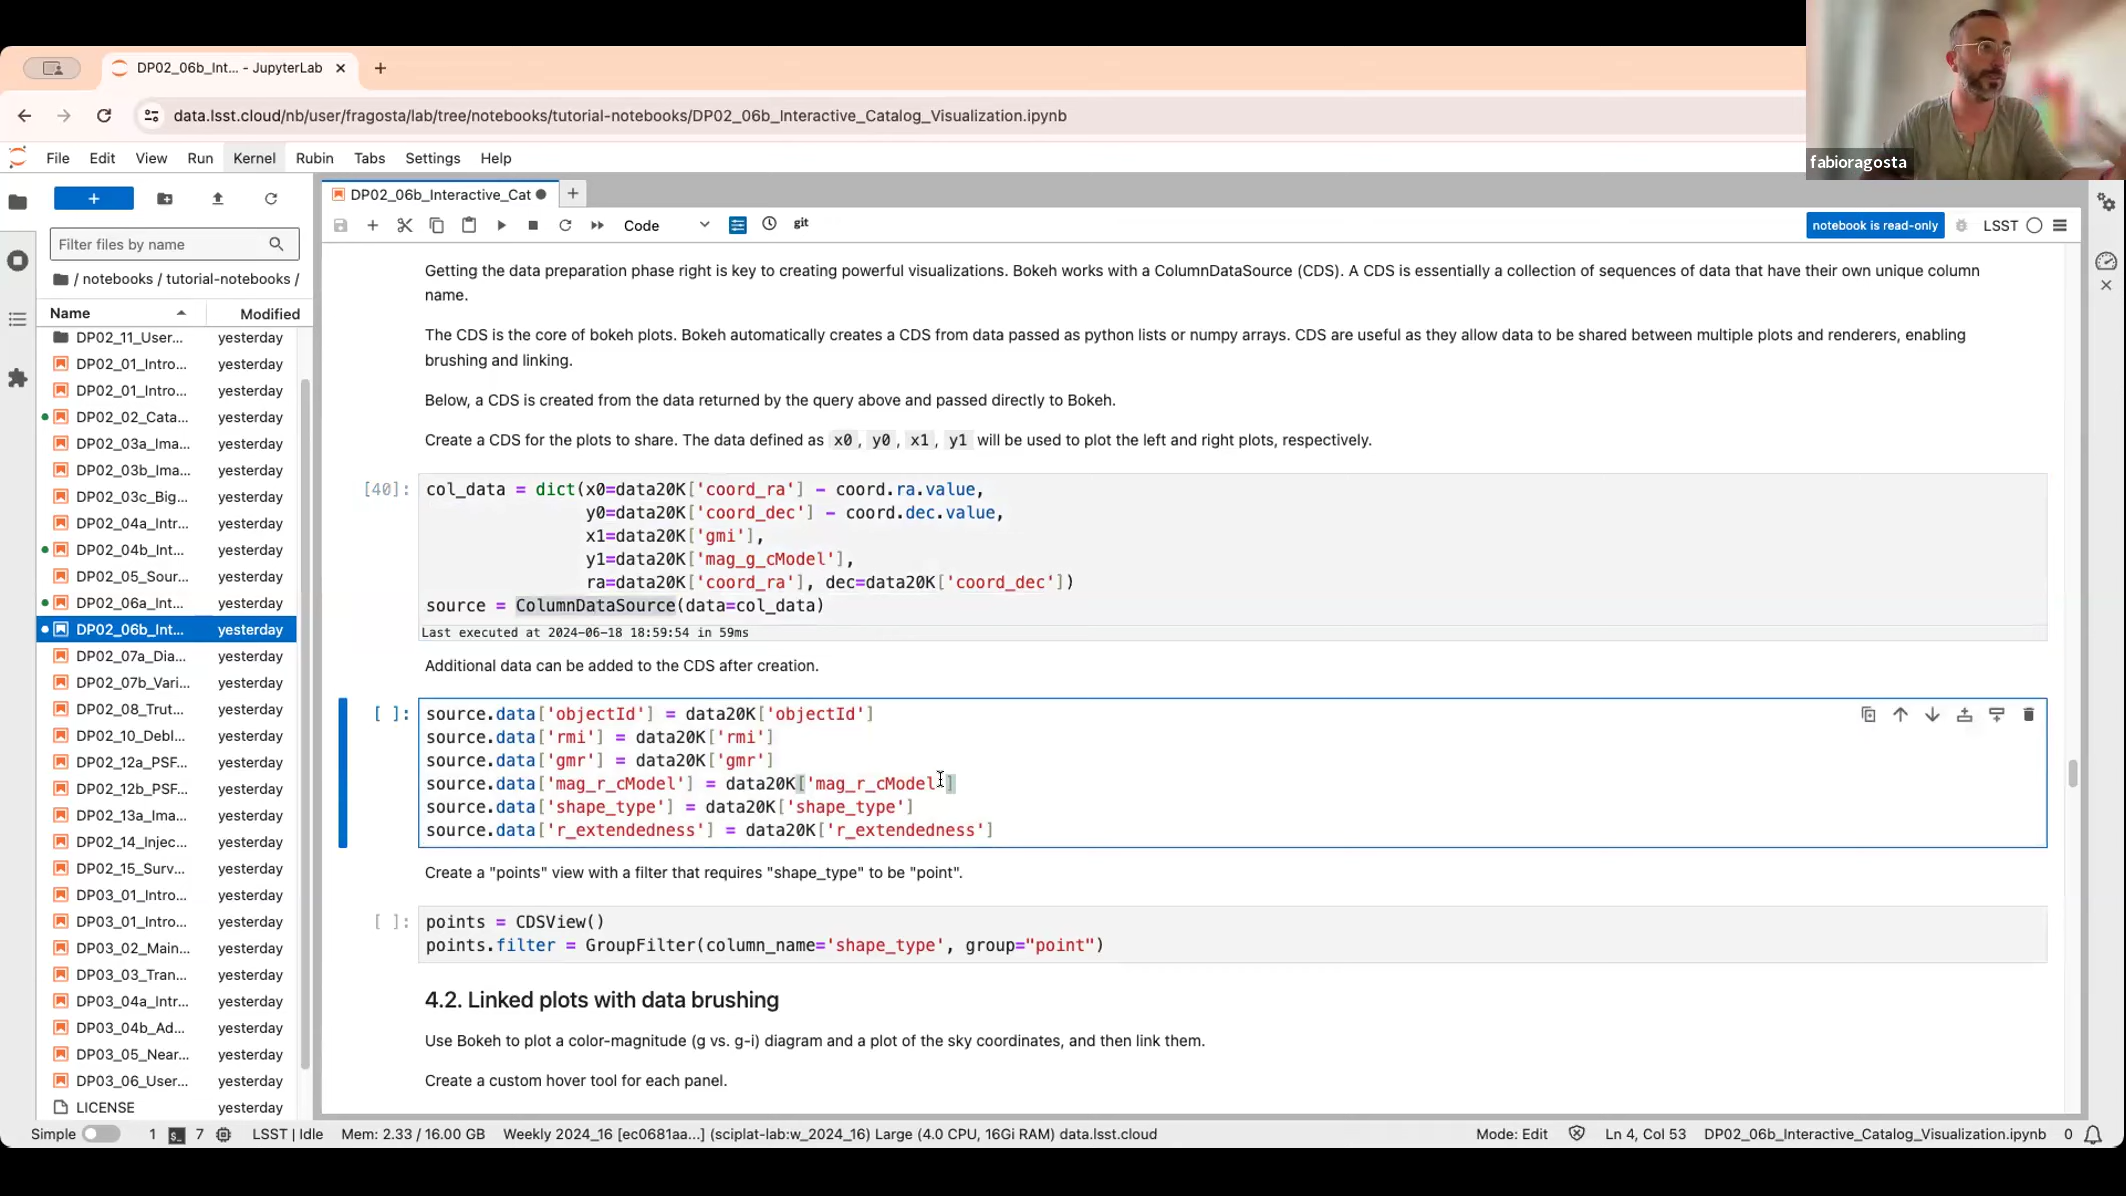 DP02_06b_Int... - JupyterLab
data.lsst.cloud/nb/user/fragosta/lab/tree/notebooks/tutorial-notebooks/DP02_06b_Interactive_Catalog_Visualization.ipynb
fabioragosta
File Edit View Run Kernel Rubin Tabs Settings Help
DP02_06b_Interactive_Cat
Code
git
notebook is read-only
LSST
Filter files by name
/ notebooks / tutorial-notebooks /
Name Modified
DP02_11_User... yesterday
DP02_01_Intro... yesterday
DP02_01_Intro... yesterday
DP02_02_Cata... yesterday
DP02_03a_Ima... yesterday
DP02_03b_Ima... yesterday
DP02_03c_Big... yesterday
DP02_04a_Intr... yesterday
DP02_04b_Int... yesterday
DP02_05_Sour... yesterday
DP02_06a_Int... yesterday
DP02_06b_Int... yesterday
DP02_07a_Dia... yesterday
DP02_07b_Vari... yesterday
DP02_08_Trut... yesterday
DP02_10_Debl... yesterday
DP02_12a_PSF... yesterday
DP02_12b_PSF... yesterday
DP02_13a_Ima... yesterday
DP02_14_Injec... yesterday
DP02_15_Surv... yesterday
DP03_01_Intro... yesterday
DP03_01_Intro... yesterday
DP03_02_Main... yesterday
DP03_03_Tran... yesterday
DP03_04a_Intr... yesterday
DP03_04b_Ad... yesterday
DP03_05_Near... yesterday
DP03_06_User... yesterday
LICENSE yesterday
Getting the data preparation phase right is key to creating powerful visualizations. Bokeh works with a ColumnDataSource (CDS). A CDS is essentially a collection of sequences of data that have their own unique column
name.
The CDS is the core of bokeh plots. Bokeh automatically creates a CDS from data passed as python lists or numpy arrays. CDS are useful as they allow data to be shared between multiple plots and renderers, enabling
brushing and linking.
Below, a CDS is created from the data returned by the query above and passed directly to Bokeh.
Create a CDS for the plots to share. The data defined as x0, y0, x1, y1 will be used to plot the left and right plots, respectively.
[40]: col_data = dict(x0=data20K['coord_ra'] - coord.ra.value,
y0=data20K['coord_dec'] - coord.dec.value,
x1=data20K['gmi'],
y1=data20K['mag_g_cModel'],
ra=data20K['coord_ra'], dec=data20K['coord_dec'])
source = ColumnDataSource(data=col_data)
Last executed at 2024-06-18 18:59:54 in 59ms
Additional data can be added to the CDS after creation.
[ ]: source.data['objectId'] = data20K['objectId']
source.data['rmi'] = data20K['rmi']
source.data['gmr'] = data20K['gmr']
source.data['mag_r_cModel'] = data20K['mag_r_cModel']
source.data['shape_type'] = data20K['shape_type']
source.data['r_extendedness'] = data20K['r_extendedness']
Create a "points" view with a filter that requires "shape_type" to be "point".
[ ]: points = CDSView()
points.filter = GroupFilter(column_name='shape_type', group="point")
4.2. Linked plots with data brushing
Use Bokeh to plot a color-magnitude (g vs. g-i) diagram and a plot of the sky coordinates, and then link them.
Create a custom hover tool for each panel.
Simple 1 7 LSST | Idle Mem: 2.33 / 16.00 GB Weekly 2024_16 [ec0681aa...] (sciplat-lab:w_2024_16) Large (4.0 CPU, 16Gi RAM) data.lsst.cloud Mode: Edit Ln 4, Col 53 DP02_06b_Interactive_Catalog_Visualization.ipynb 0